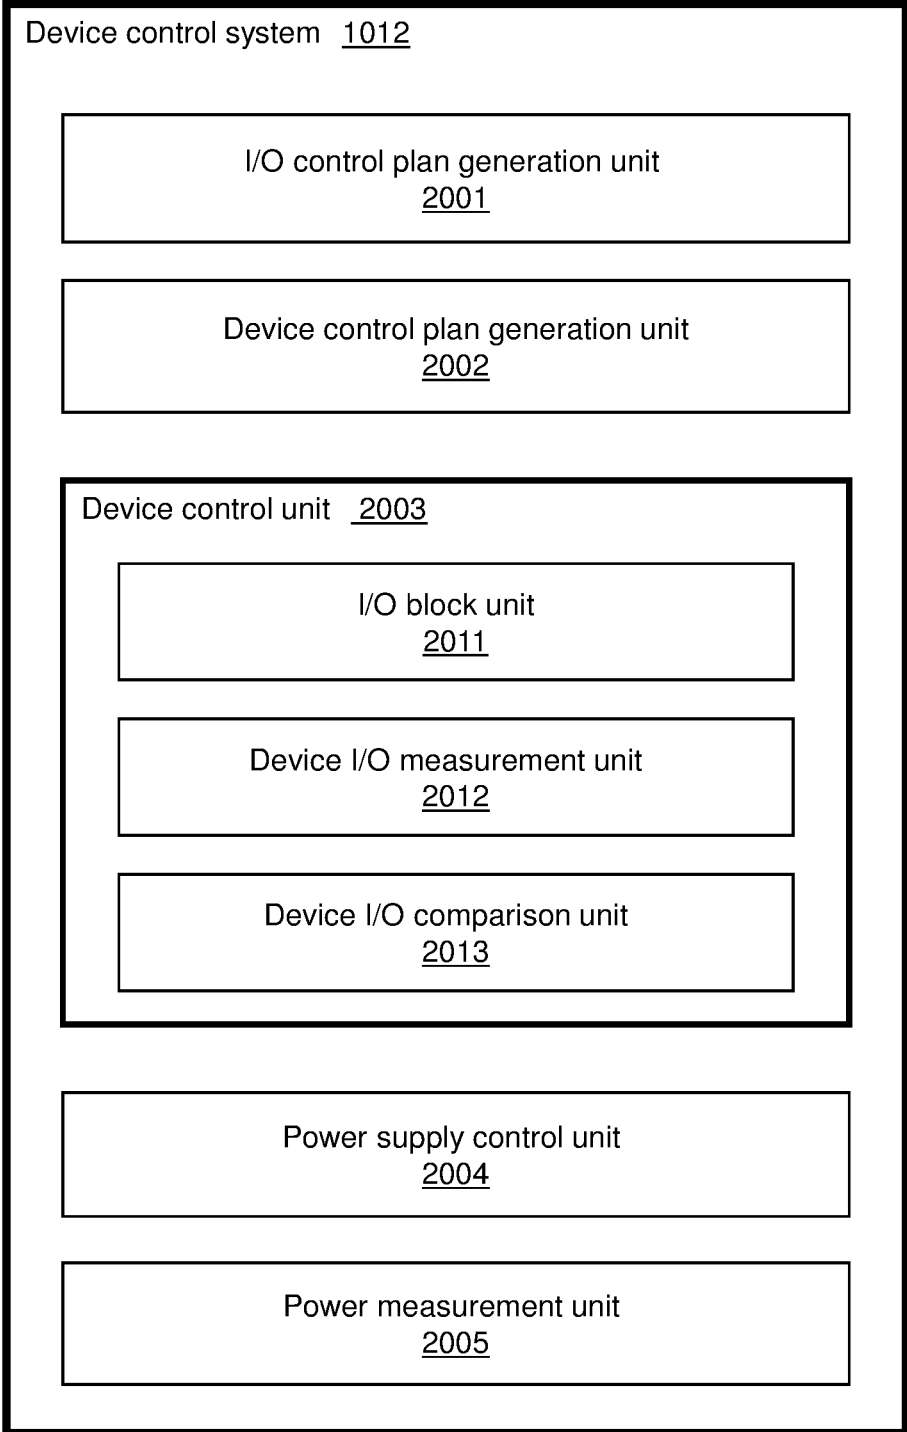 Device control system 1012
I/O control plan generation unit
2001
Device control plan generation unit
2002
Device control unit 2003
I/O block unit
2011
Device I/O measurement unit
2012
Device I/O comparison unit
2013
Power supply control unit
2004
Power measurement unit
2005